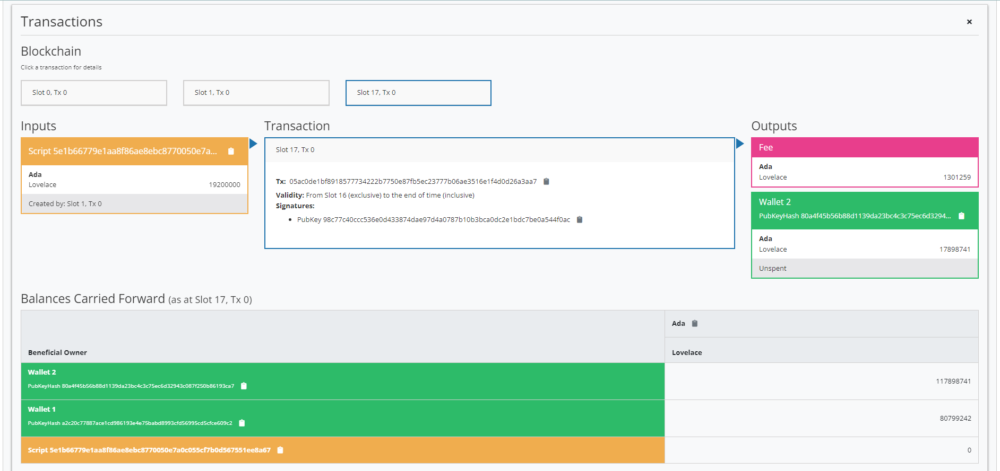 Transactions
×
Blockchain
Click a transaction for details
Slot 0, Tx 0
Slot 1, Tx 0
Slot 17, Tx 0
Inputs
Script 5e1b66779e1aa8f86ae8ebc8770050e7a...
Ada
Lovelace 19200000
Created by: Slot 1, Tx 0
Transaction
Slot 17, Tx 0
Tx: 05ac0de1bf8918577734222b7750e87fb5ec23777b06ae3516e1f4d0d26a3aa7
Validity: From Slot 16 (exclusive) to the end of time (inclusive)
Signatures:
• PubKey 98c77c40ccc536e0d433874dae97d4a0787b10b3bca0dc2e1bdc7be0a544f0ac
Outputs
Fee
Ada
Lovelace 1301259
Wallet 2
PubKeyHash 80a4f45b56b88d1139da23bc4c3c75ec6d3294...
Ada
Lovelace 17898741
Unspent
Balances Carried Forward (as at Slot 17, Tx 0)
Ada
Beneficial Owner Lovelace
Wallet 2
PubKeyHash 80a4f45b56b88d1139da23bc4c3c75ec6d32943c087f250b86193ca7
117898741
Wallet 1
PubKeyHash a2c20c77887ace1cd986193e4e75babd8993cfd56995cd5cfce609c2
80799242
Script 5e1b66779e1aa8f86ae8ebc8770050e7a0c055cf7b0d567551ee8a67 0